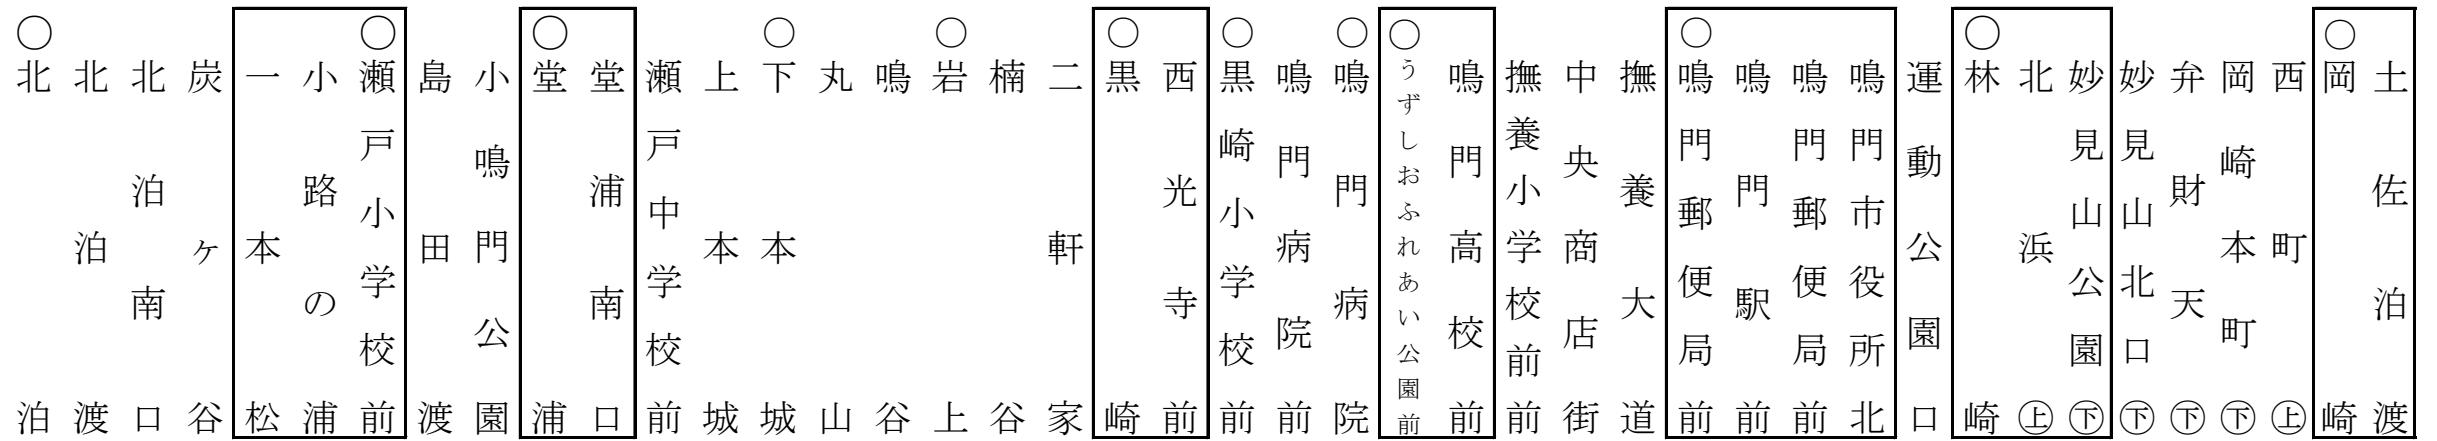 ○北泊
北泊渡
北泊南口
炭ヶ谷
一本松
小路の浦
○瀬戸小学校前
島田渡
小鳴門公園
○堂浦
堂浦南口
瀬戸中学校前
上本城
○下本城
丸山
鳴谷
○岩上
楠谷
二軒家
○黒崎
西光寺前
○黒崎小学校前
鳴門病院前
○鳴門病院
○うずしおふれあい公園前
鳴門高校前
撫養小学校前
中央商店街
撫養大道
○鳴門郵便局前
鳴門駅前
鳴門郵便局前
鳴門市役所北
運動公園口
○林崎
北浜㊤
妙見山公園㊦
妙見山北口㊦
弁財天㊦
岡崎本町㊦
西町㊤
○岡崎
土佐泊渡